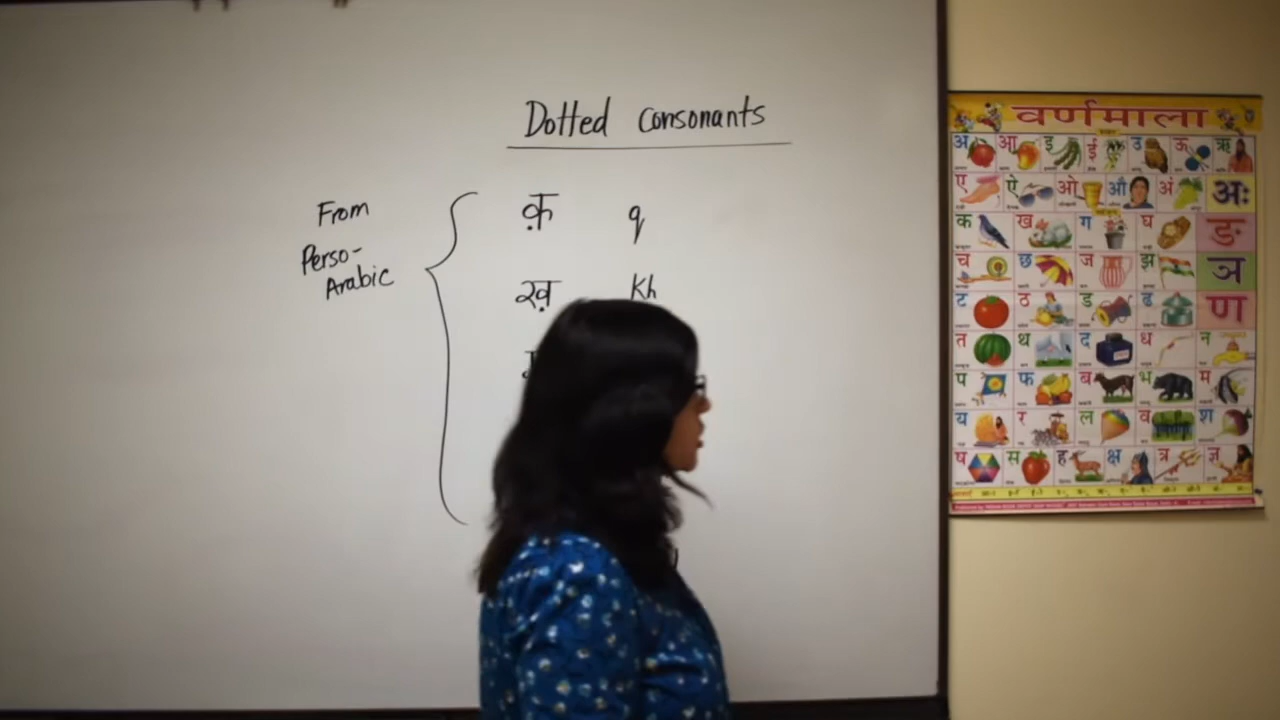 Dotted consonants
From
Perso-
Arabic
क़ q
ख़ Kh
वर्णमाला
अ आ इ ई उ ऊ ऋ
ए ऐ ओ औ अं अः
क ख ग घ ङ
च छ ज झ ञ
ट ठ ड ढ ण
त थ द ध न
प फ ब भ म
य र ल व श
ष स ह क्ष त्र ज्ञ